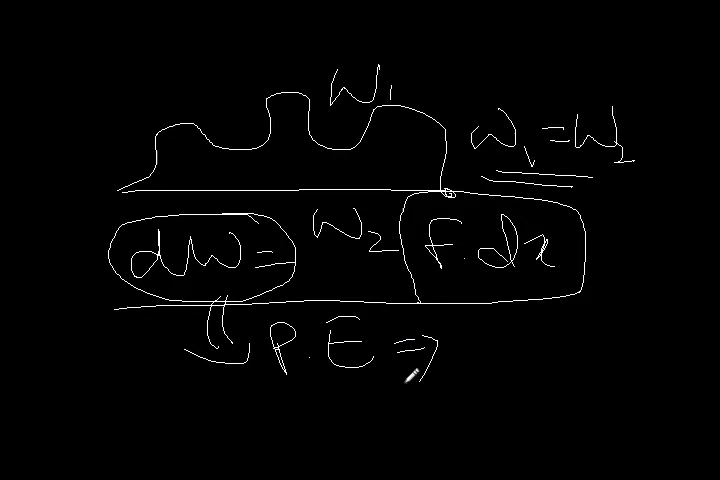 W1
W1 = W2
W2
dW = F.dx
P.E ⇒